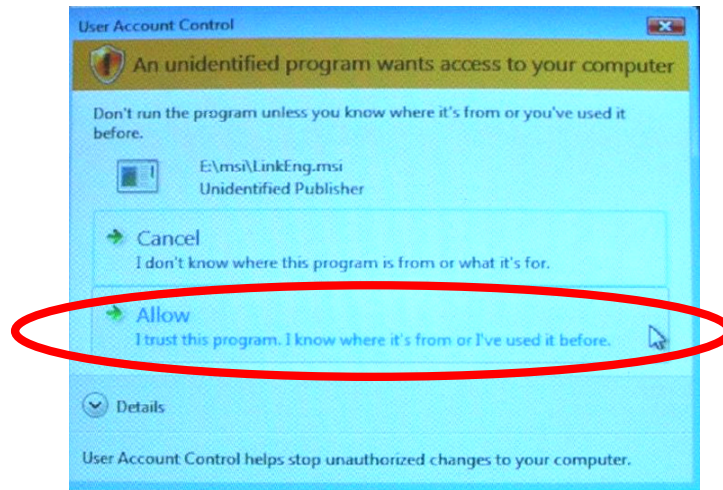 User Account Control
An unidentified program wants access to your computer
Don't run the program unless you know where it's from or you've used it
before.
E:\msi\LinkEng.msi
Unidentified Publisher
Cancel
I don't know where this program is from or what it's for.
Allow
I trust this program. I know where it's from or I've used it before.
Details
User Account Control helps stop unauthorized changes to your computer.